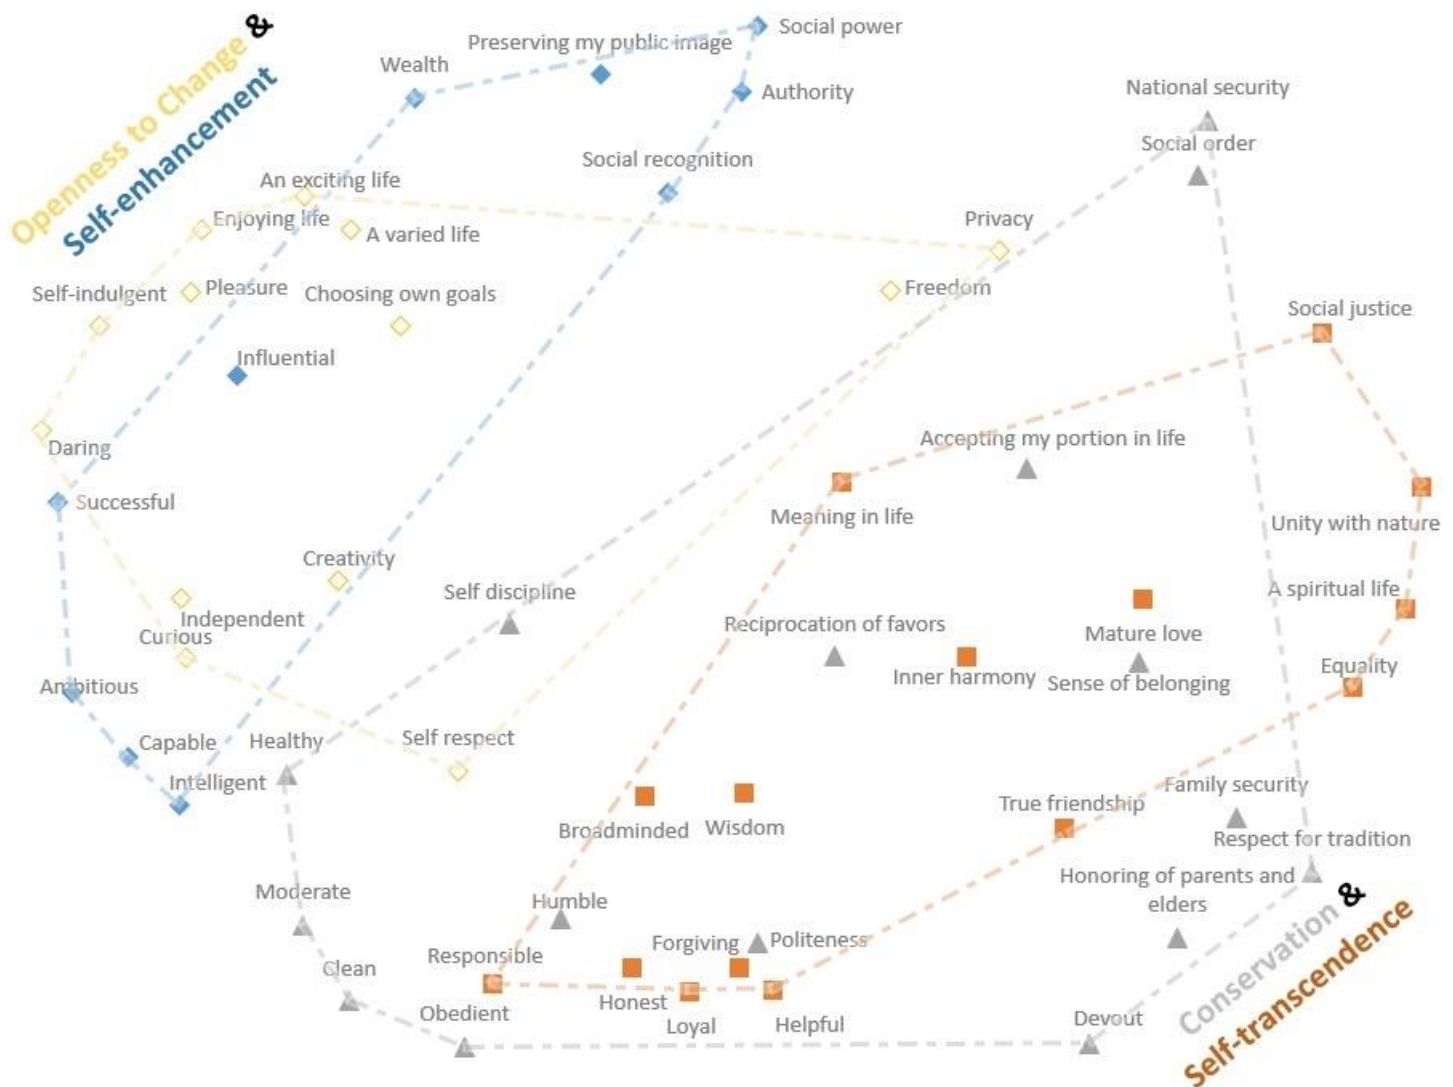 Openness to Change &
Self-enhancement
Social power
Preserving my public image
Wealth
National security
Authority
Social order
Social recognition
An exciting life
Enjoying life
Privacy
A varied life
Self-indulgent
Pleasure
Choosing own goals
Freedom
Social justice
Influential
Daring
Accepting my portion in life
Successful
Meaning in life
Unity with nature
Creativity
Self discipline
A spiritual life
Independent
Reciprocation of favors
Mature love
Curious
Equality
Inner harmony
Sense of belonging
Ambitious
Capable
Healthy
Self respect
Intelligent
Family security
True friendship
Broadminded
Wisdom
Respect for tradition
Honoring of parents and
elders
Moderate
Humble
Forgiving
Politeness
Responsible
Clean
Honest
Obedient
Loyal
Helpful
Devout
Conservation &
Self-transcendence